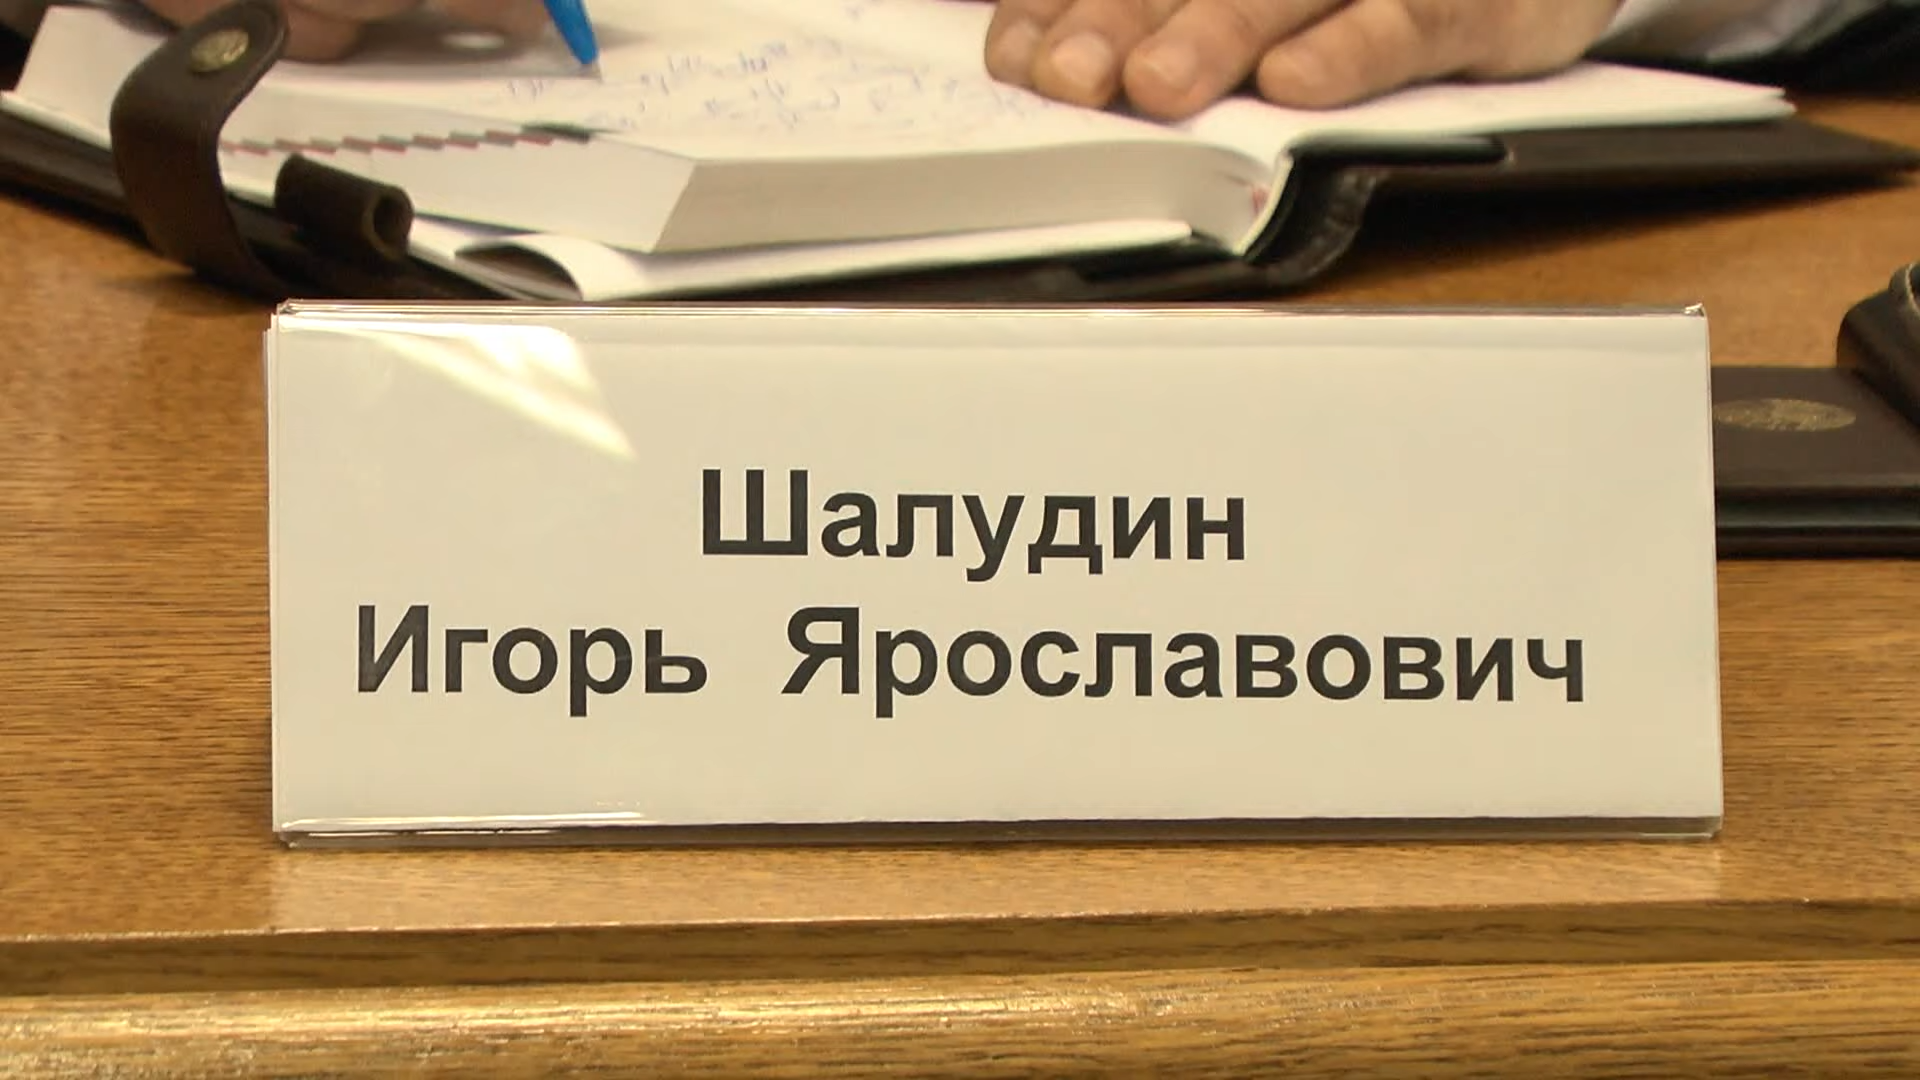 Шалудин
Игорь Ярославович